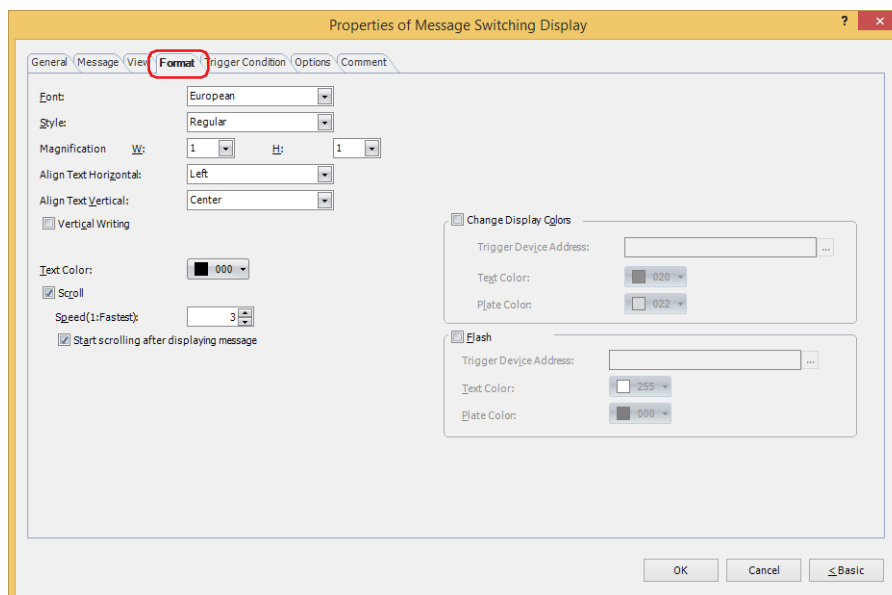 Properties of Message Switching Display
? x
General Message View Format Trigger Condition Options Comment
Font: European
Style: Regular
Magnification W: 1 H: 1
Align Text Horizontal: Left
Align Text Vertical: Center
Vertical Writing
Text Color: 000
Scroll
Speed(1:Fastest): 3
Start scrolling after displaying message
Change Display Colors
Trigger Device Address: ...
Text Color: 020
Plate Color: 022
Flash
Trigger Device Address: ...
Text Color: 255
Plate Color: 000
OK Cancel < Basic